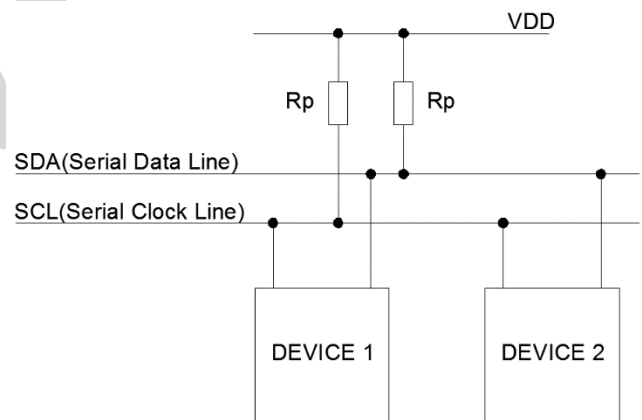 VDD
Rp
Rp
SDA(Serial Data Line)
SCL(Serial Clock Line)
DEVICE 1
DEVICE 2